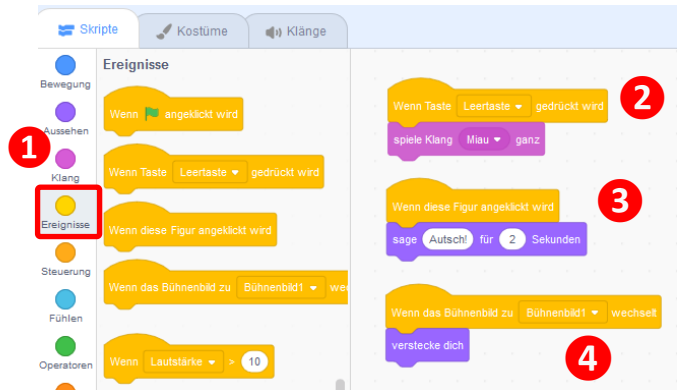 Skripte
Kostüme
Klänge
Bewegung
Aussehen
Klang
Ereignisse
Steuerung
Fühlen
Operatoren
1
Ereignisse
Wenn angeklickt wird
Wenn Taste Leertaste gedrückt wird
Wenn diese Figur angeklickt wird
Wenn das Bühnenbild zu Bühnenbild1 wec
Wenn Lautstärke > 10
Wenn Taste Leertaste gedrückt wird
spiele Klang Miau ganz
2
Wenn diese Figur angeklickt wird
sage Autsch! für 2 Sekunden
3
Wenn das Bühnenbild zu Bühnenbild1 wechselt
verstecke dich
4